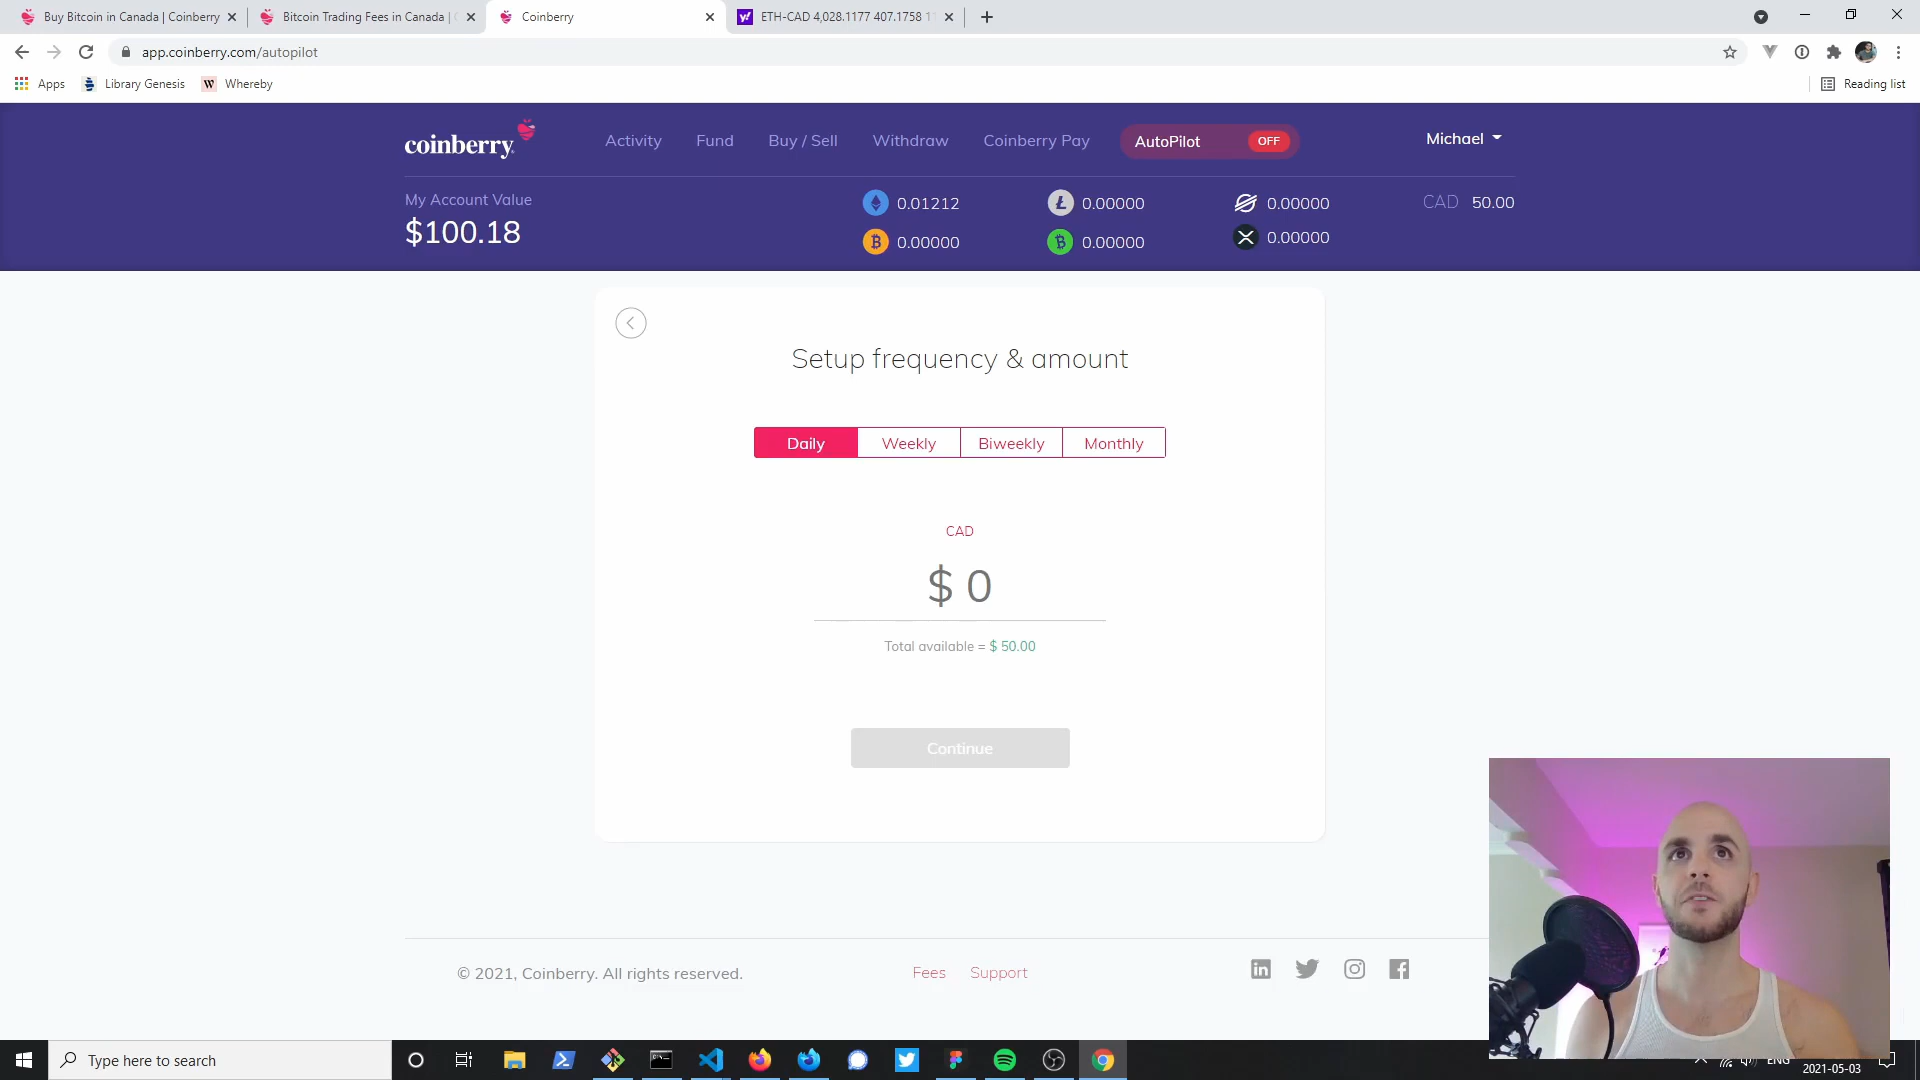 Buy Bitcoin in Canada | Coinberry
Bitcoin Trading Fees in Canada |
Coinberry
ETH-CAD 4,028.1177 407.1758
app.coinberry.com/autopilot
Apps
Library Genesis
Whereby
Reading list
coinberry
Activity
Fund
Buy / Sell
Withdraw
Coinberry Pay
AutoPilot
OFF
Michael
My Account Value
$100.18
0.01212
0.00000
0.00000
CAD 50.00
0.00000
0.00000
0.00000
Setup frequency & amount
Daily
Weekly
Biweekly
Monthly
CAD
$ 0
Total available = $ 50.00
Continue
© 2021, Coinberry. All rights reserved.
Fees
Support
Type here to search
ENG
2021-05-03